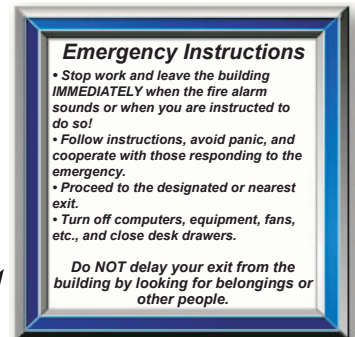 Emergency Instructions
• Stop work and leave the building
IMMEDIATELY when the fire alarm
sounds or when you are instructed to
do so!
• Follow instructions, avoid panic, and
cooperate with those responding to the
emergency.
• Proceed to the designated or nearest
exit.
• Turn off computers, equipment, fans,
etc., and close desk drawers.
Do NOT delay your exit from the
building by looking for belongings or
other people.